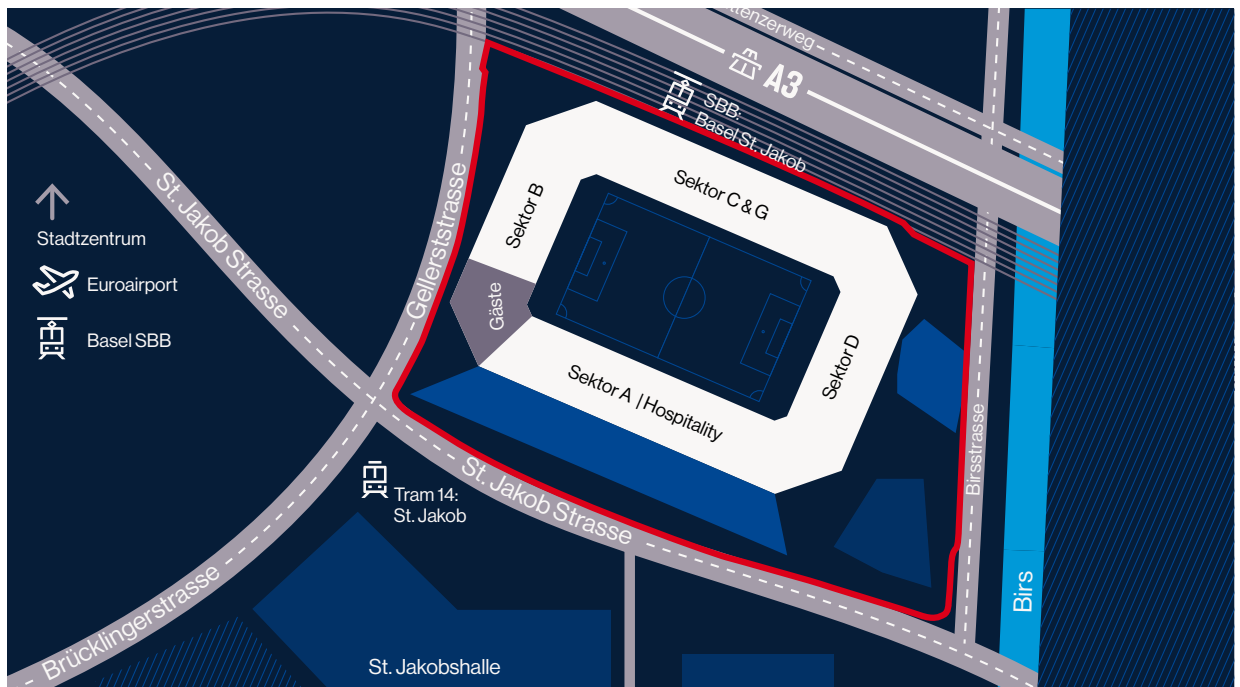 A3
SBB:
Basel St. Jakob
Sektor C & G
Sektor B
St. Jakob Strasse
Gellertstrasse
Stadtzentrum
Euroairport
Gäste
Basel SBB
Sektor D
Sektor A | Hospitality
Birsstrasse
St. Jakob Strasse
Tram 14:
St. Jakob
Birs
Brücklingerstrasse
St. Jakobshalle